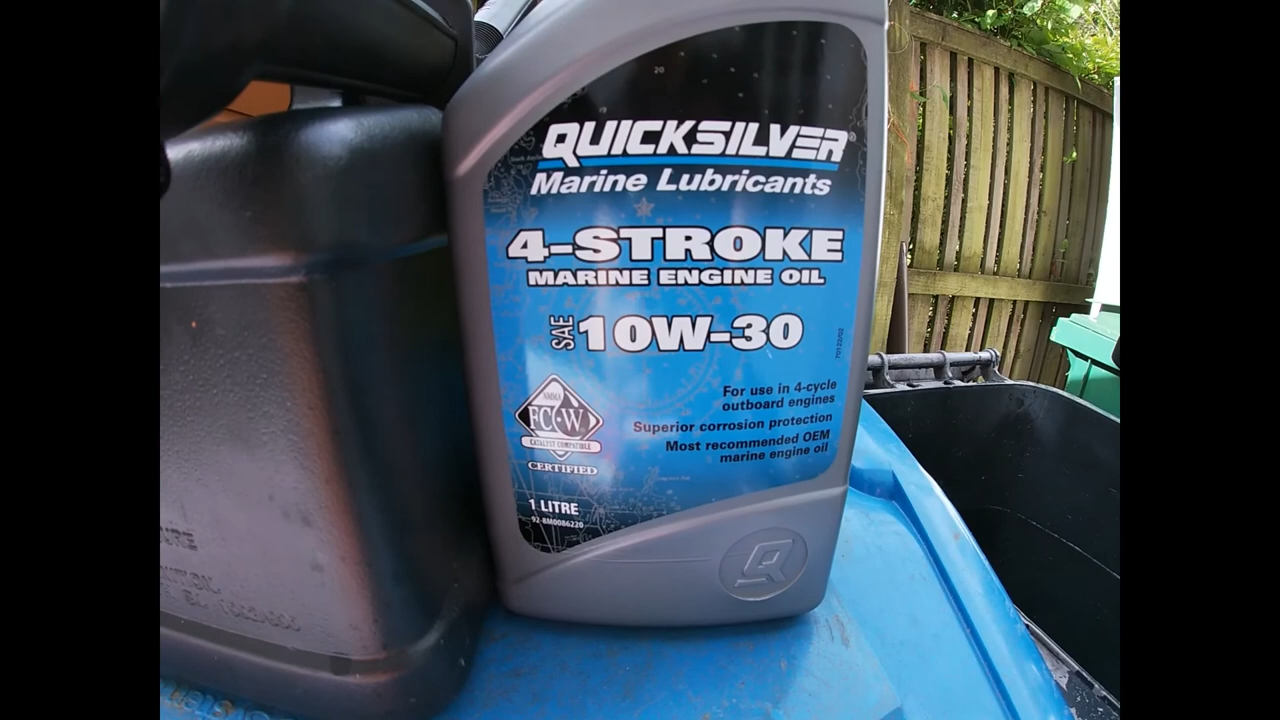 QUICKSILVER®
Marine Lubricants
4-STROKE
MARINE ENGINE OIL
SAE 10W-30
For use in 4-cycle
outboard engines
Superior corrosion protection
Most recommended OEM
marine engine oil
NMMA
FC-W®
CATALYST COMPATIBLE
CERTIFIED
1 LITRE
92-8M0086220
20
Q